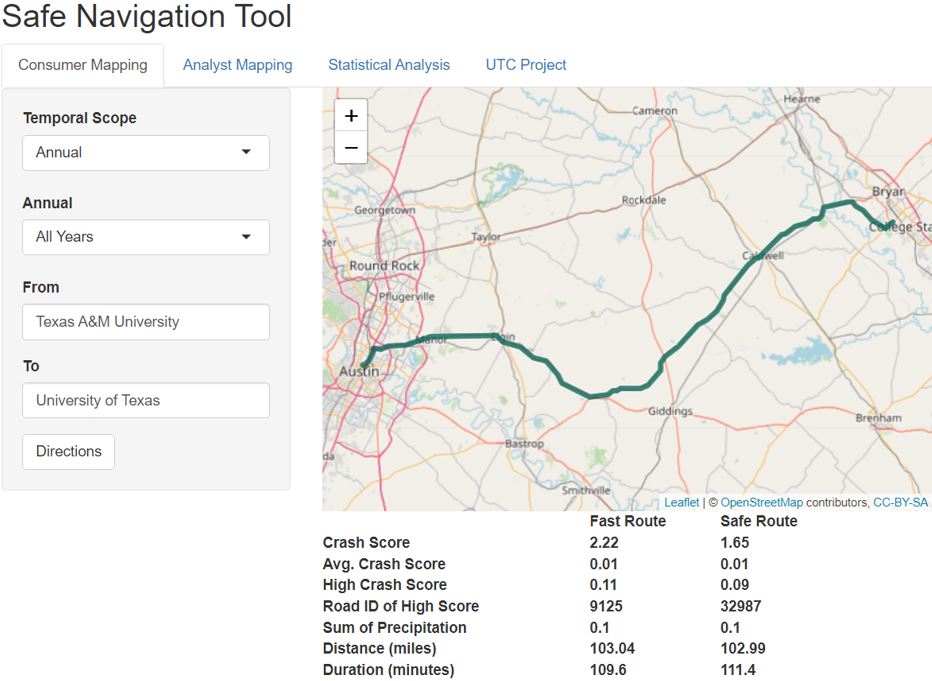 Safe Navigation Tool
Consumer Mapping Analyst Mapping Statistical Analysis UTC Project
Temporal Scope
Annual
Annual
All Years
From
Texas A&M University
To
University of Texas
Directions
+
−
Hearne
Cameron
Bryan
Rockdale
Georgetown
College Sta
Taylor
der
Caldwell
Round Rock
Pflugerville
Manor
Elgin
Austin
Giddings
Brenham
Bastrop
da
Smithville
Leaflet | © OpenStreetMap contributors, CC-BY-SA
Fast Route Safe Route
Crash Score 2.22 1.65
Avg. Crash Score 0.01 0.01
High Crash Score 0.11 0.09
Road ID of High Score 9125 32987
Sum of Precipitation 0.1 0.1
Distance (miles) 103.04 102.99
Duration (minutes) 109.6 111.4